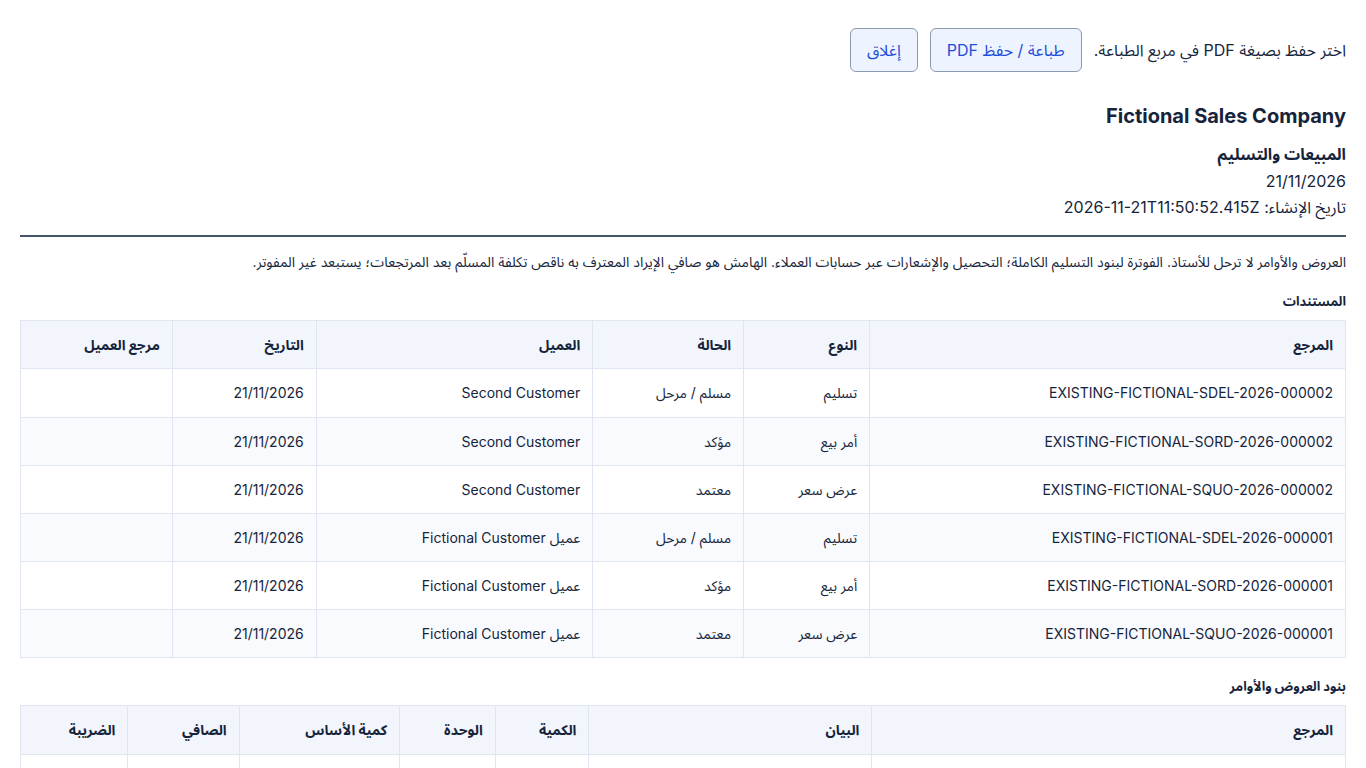 اختر حفظ بصيغة PDF في مربع الطباعة. طباعة / حفظ PDF إغلاق
Fictional Sales Company
المبيعات والتسليم
21/11/2026
تاريخ الإنشاء: 2026-11-21T11:50:52.415Z
العروض والأوامر لا ترحل للأستاذ. الفوترة لبنود التسليم الكاملة؛ التحصيل والإشعارات عبر حسابات العملاء. الهامش هو صافي الإيراد المعترف به ناقص تكلفة المسلّم بعد المرتجعات؛ يستبعد غير المفوتر.
المستندات
المرجع النوع الحالة العميل التاريخ مرجع العميل
EXISTING-FICTIONAL-SDEL-2026-000002 تسليم مسلم / مرحل Second Customer 21/11/2026
EXISTING-FICTIONAL-SORD-2026-000002 أمر بيع مؤكد Second Customer 21/11/2026
EXISTING-FICTIONAL-SQUO-2026-000002 عرض سعر معتمد Second Customer 21/11/2026
EXISTING-FICTIONAL-SDEL-2026-000001 تسليم مسلم / مرحل عميل Fictional Customer 21/11/2026
EXISTING-FICTIONAL-SORD-2026-000001 أمر بيع مؤكد عميل Fictional Customer 21/11/2026
EXISTING-FICTIONAL-SQUO-2026-000001 عرض سعر معتمد عميل Fictional Customer 21/11/2026
بنود العروض والأوامر
المرجع البيان الكمية الوحدة كمية الأساس الصافي الضريبة